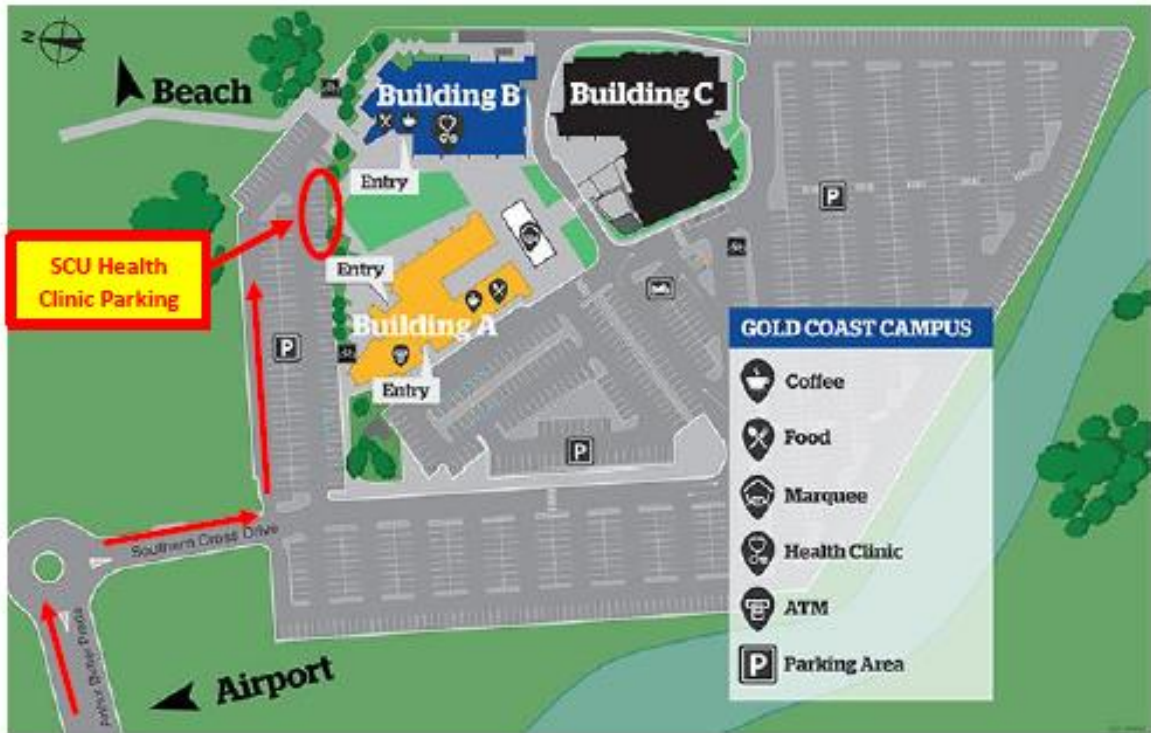 N
Beach
Building B
Building C
Entry
SCU Health
Clinic Parking
Entry
Building A
Entry
P
P
P
Southern Cross Drive
Airport
GOLD COAST CAMPUS
Coffee
Food
Marquee
Health Clinic
ATM
P Parking Area